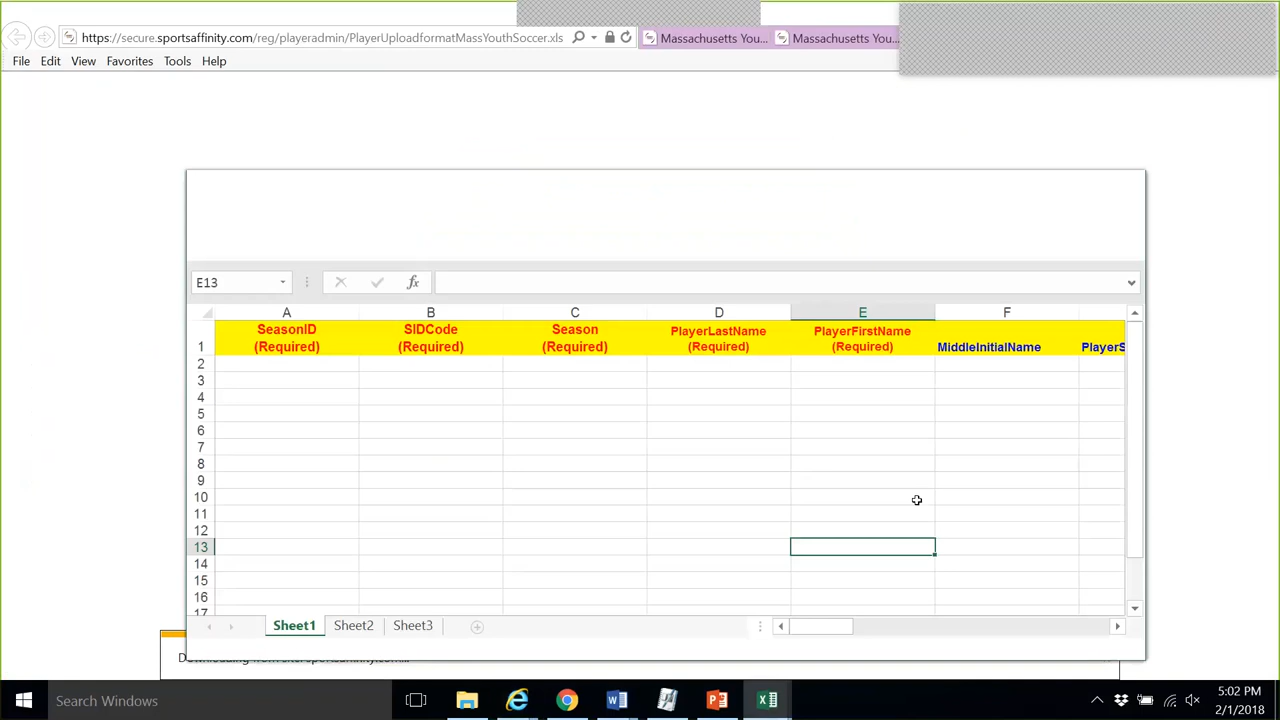 https://secure.sportsaffinity.com/reg/playeradmin/PlayerUploadformatMassYouthSoccer.xls
Massachusetts You...
Massachusetts You...
File Edit View Favorites Tools Help
E13
fx
A B C D E F
1
SeasonID (Required)
SIDCode (Required)
Season (Required)
PlayerLastName (Required)
PlayerFirstName (Required)
MiddleInitialName
PlayerS
2
3
4
5
6
7
8
9
10
11
12
13
14
15
16
17
Sheet1 Sheet2 Sheet3
Downloading
Search Windows
5:02 PM
2/1/2018